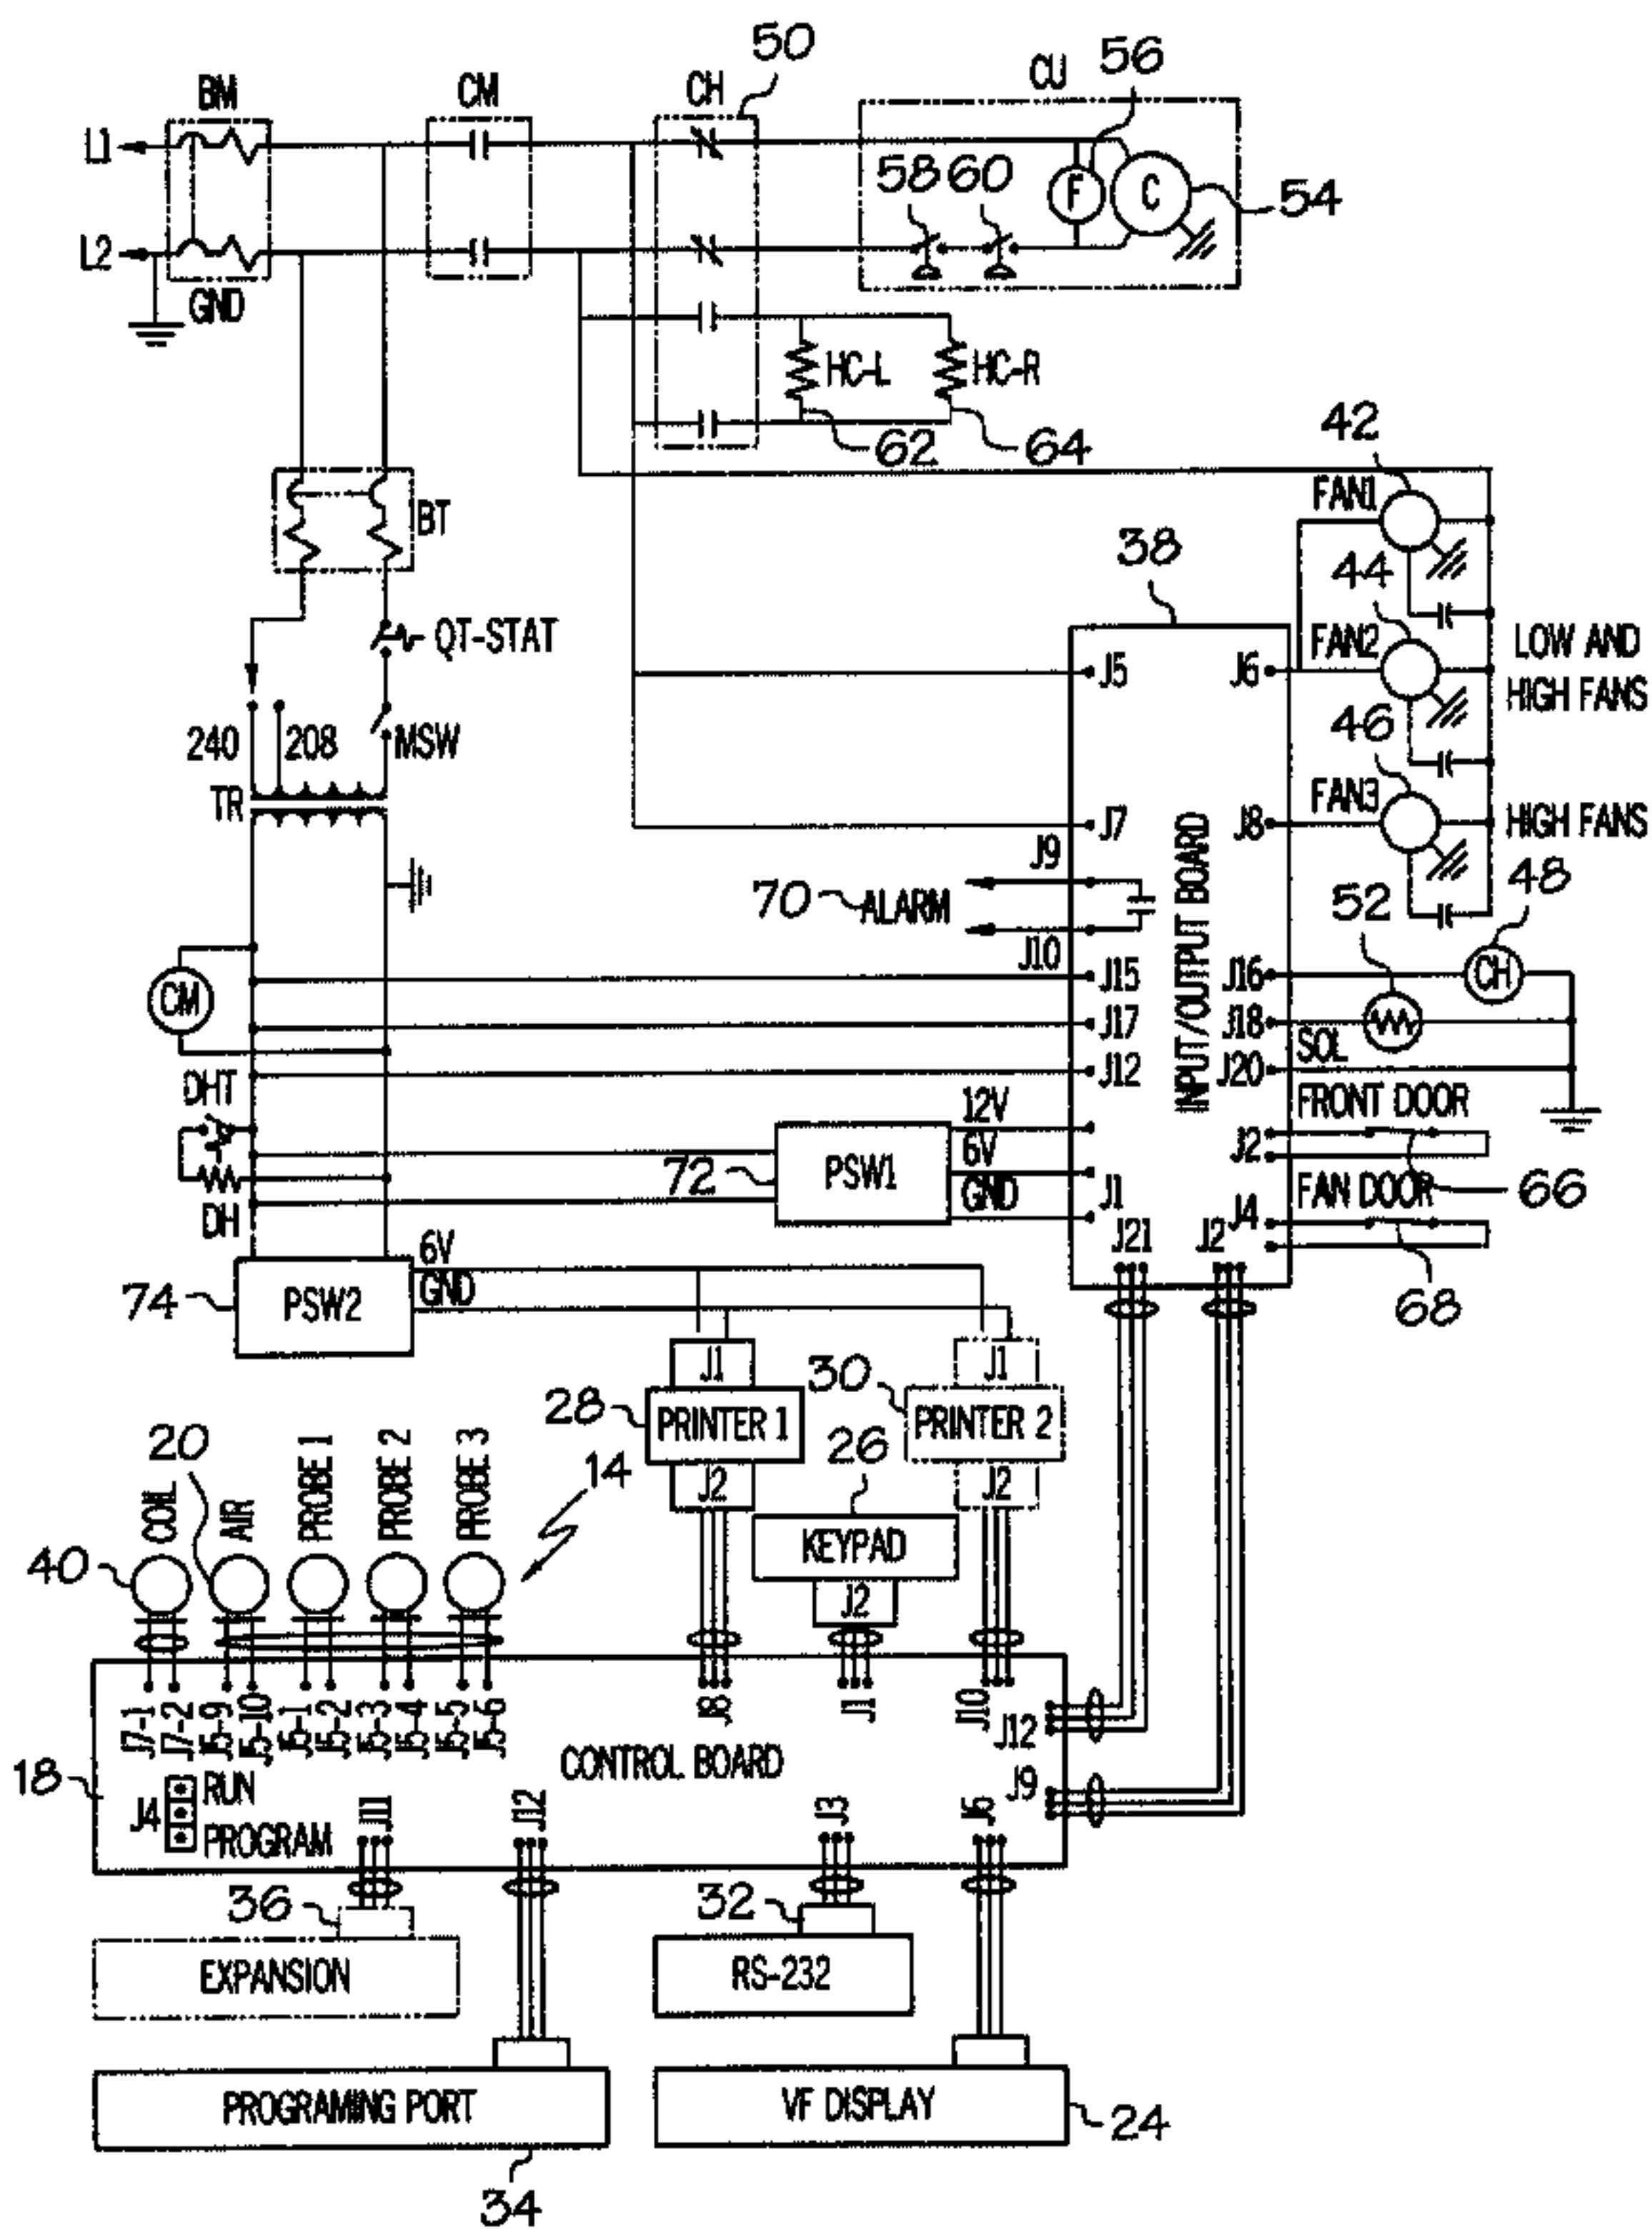 50
56
BM
CM
CH
CU
L1
58
60
F
C
54
L2
GND
HC-L
HC-R
62
64
42
FAN1
BT
38
44
QT-STAT
J5
J6
FAN2
LOW AND
HIGH FANS
46
240
208
MSW
TR
FAN3
J7
J8
HIGH FANS
J9
48
70
ALARM
INPUT/OUTPUT BOARD
52
J10
CM
J15
J16
CH
J17
J18
SOL
DHT
J12
J20
12V
FRONT DOOR
72
PSW1
6V
J2
GND
J1
FAN DOOR
66
DH
J4
6V
J21
J2
74
PSW2
GND
68
J1
30
J1
28
PRINTER 1
PRINTER 2
20
COIL
AIR
PROBE 1
PROBE 2
PROBE 3
14
26
J2
J2
KEYPAD
40
J2
J7-1
J7-2
J5-9
J5-10
J5-1
J5-2
J5-3
J5-4
J5-5
J5-6
J8
J1
J10
J12
CONTROL BOARD
18
J4
RUN
PROGRAM
J11
J12
J3
J6
J9
36
32
EXPANSION
RS-232
PROGRAMING PORT
VF DISPLAY
24
34